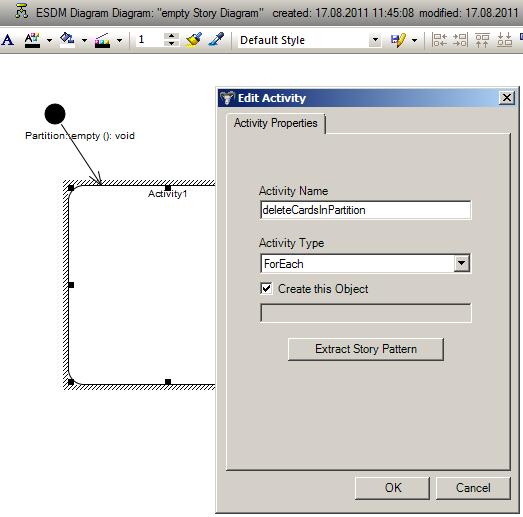 ESDM Diagram Diagram: "empty Story Diagram" created: 17.08.2011 11:45:08 modified: 17.08.2011
A 1 Default Style
Partition::empty (): void
Activity1
Edit Activity
Activity Properties
Activity Name
deleteCardsInPartition
Activity Type
ForEach
Create this Object
Extract Story Pattern
OK Cancel